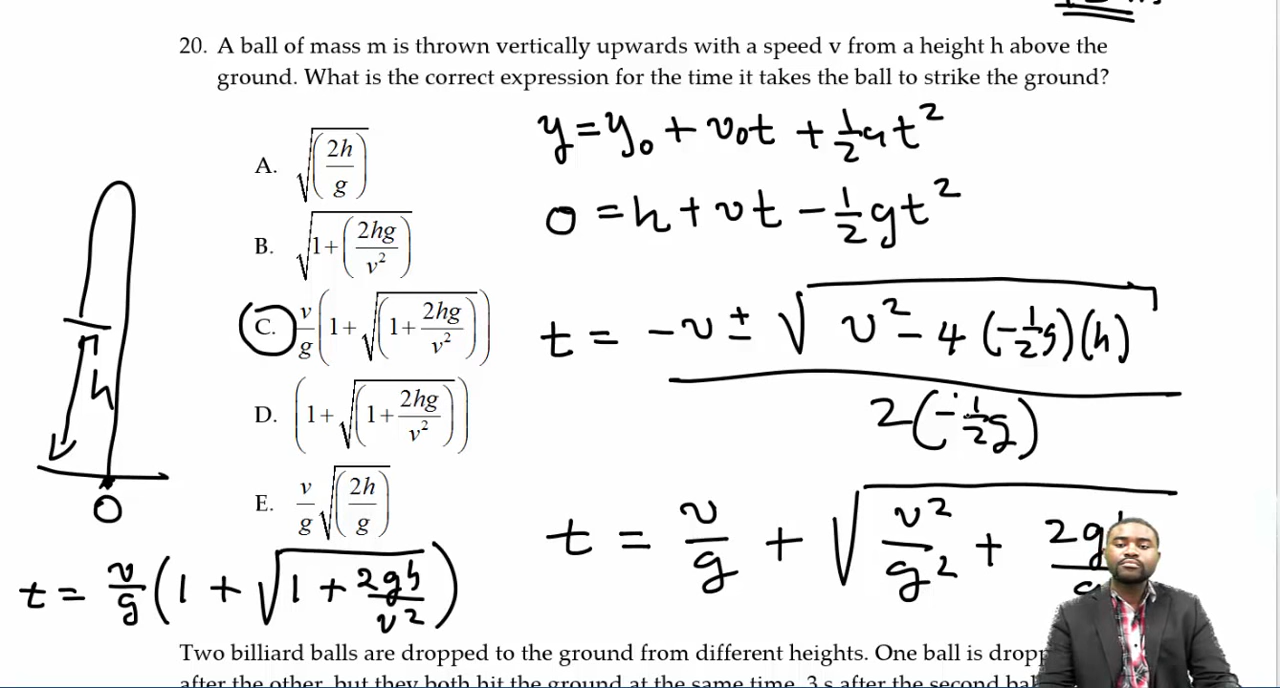 20. A ball of mass m is thrown vertically upwards with a speed v from a height h above the
ground. What is the correct expression for the time it takes the ball to strike the ground?
y = y₀ + v₀t + ½at²
A. √(2h/g)
0 = h + vt − ½gt²
B. √1+(2hg/v²)
C. v/g(1+√(1+2hg/v²))
t = −v ± √v² − 4(−½g)(h) / 2(−½g)
h
D. (1+√(1+2hg/v²))
E. v/g √(2h/g)
0
t = v/g + √v²/g² + 2g
t = v/g(1 + √1 + 2gh/v²)
Two billiard balls are dropped to the ground from different heights. One ball is
after the other, but they both hit the ground at the same time, 3 s after the second